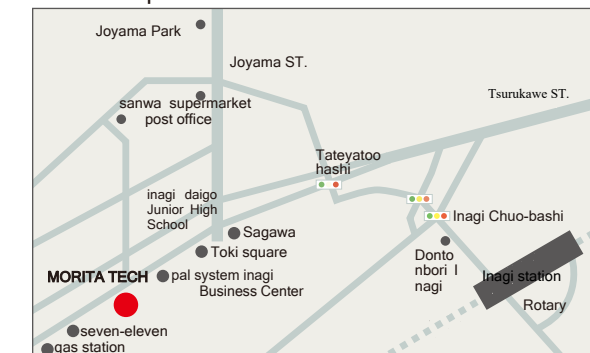 Joyama Park
Joyama ST.
Tsurukawe ST.
sanwa supermarket
post office
Tateyatoo
hashi
inagi daigo
Junior High
School
Inagi Chuo-bashi
Sagawa
Toki square
Donto
nbori I
nagi
MORITA TECH
pal system inagi
Business Center
Inagi station
Rotary
seven-eleven
gas station